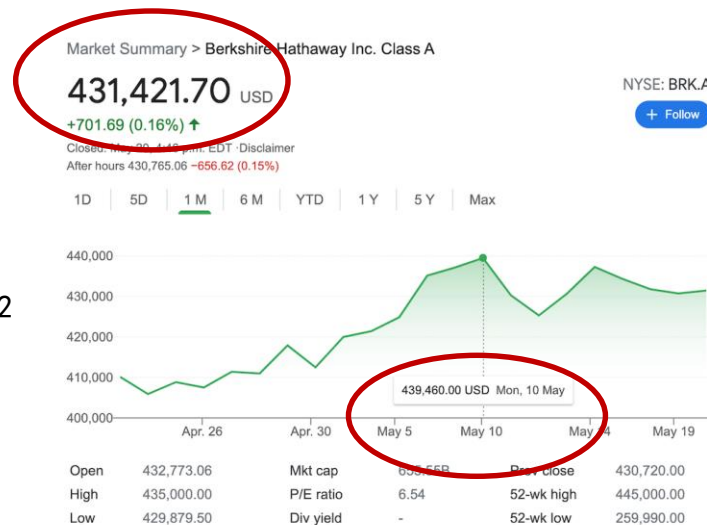 Market Summary > Berkshire Hathaway Inc. Class A
431,421.70 USD
NYSE: BRK.A
+701.69 (0.16%) ↑
+ Follow
Closed: May 4:46 p.m. EDT ·Disclaimer
After hours 430,765.06 −656.62 (0.15%)
1D 5D 1 M 6 M YTD 1 Y 5 Y Max
440,000
430,000
2
420,000
410,000
439,460.00 USD Mon, 10 May
400,000
Apr. 26 Apr. 30 May 5 May 10 May 19
Open 432,773.06 Mkt cap Prev close 430,720.00
High 435,000.00 P/E ratio 6.54 52-wk high 445,000.00
Low 429,879.50 Div yield - 52-wk low 259,990.00